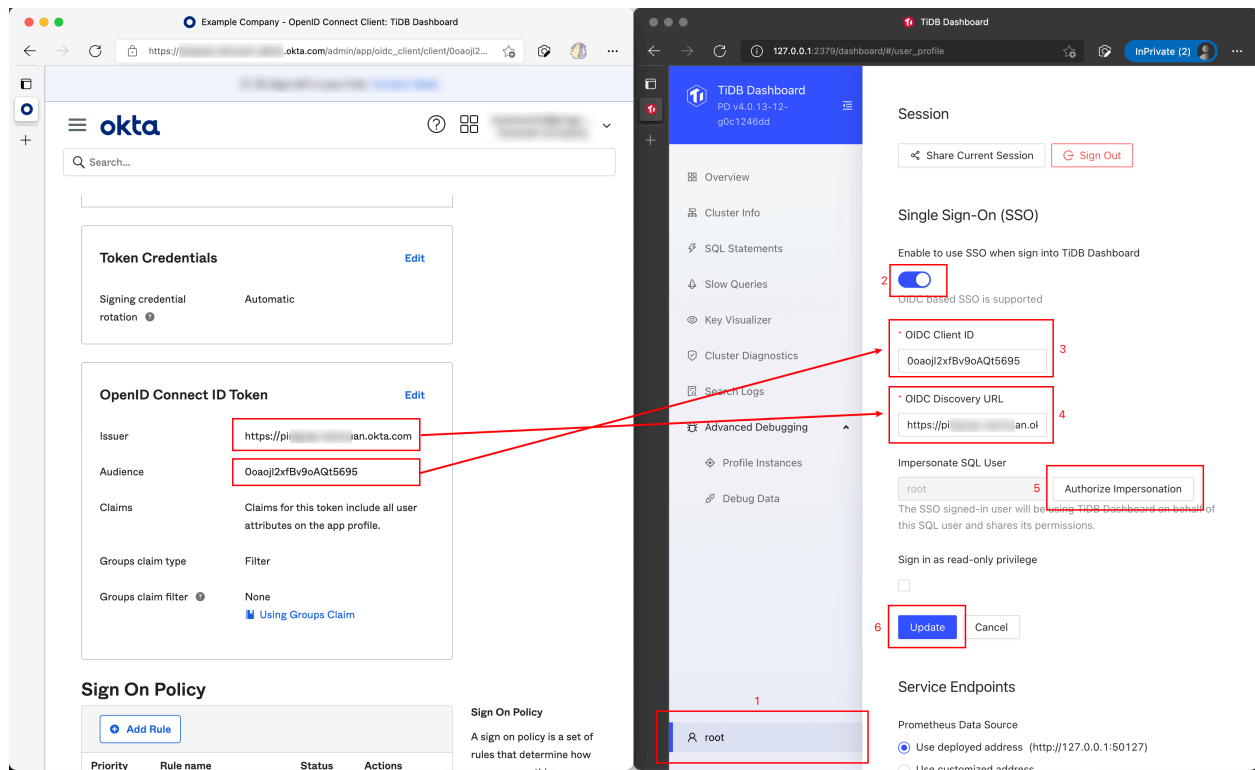 Example Company - OpenID Connect Client: TiDB Dashboard
https://
.okta.com/admin/app/oidc_client/client/0oaojl2...
okta
Search...
Token Credentials
Edit
Signing credential
rotation
Automatic
OpenID Connect ID Token
Edit
Issuer
https://pi
an.okta.com
Audience
0oaojl2xfBv9oAQt5695
Claims
Claims for this token include all user
attributes on the app profile.
Groups claim type
Filter
Groups claim filter
None
Using Groups Claim
Sign On Policy
Add Rule
Priority
Rule name
Status
Actions
Sign On Policy
A sign on policy is a set of
rules that determine how
TiDB Dashboard
127.0.0.1:2379/dashboard/#/user_profile
InPrivate (2)
TiDB Dashboard
PD v4.0.13-12-
g0c1246dd
Overview
Cluster Info
SQL Statements
Slow Queries
Key Visualizer
Cluster Diagnostics
Search Logs
Advanced Debugging
Profile Instances
Debug Data
1
root
Session
Share Current Session
Sign Out
Single Sign-On (SSO)
Enable to use SSO when sign into TiDB Dashboard
2
OIDC based SSO is supported
* OIDC Client ID
3
0oaojl2xfBv9oAQt5695
* OIDC Discovery URL
4
https://pi
an.ok
Impersonate SQL User
root
5
Authorize Impersonation
The SSO signed-in user will be using TiDB Dashboard on behalf of
this SQL user and shares its permissions.
Sign in as read-only privilege
6
Update
Cancel
Service Endpoints
Prometheus Data Source
Use deployed address (http://127.0.0.1:50127)
Use customized address